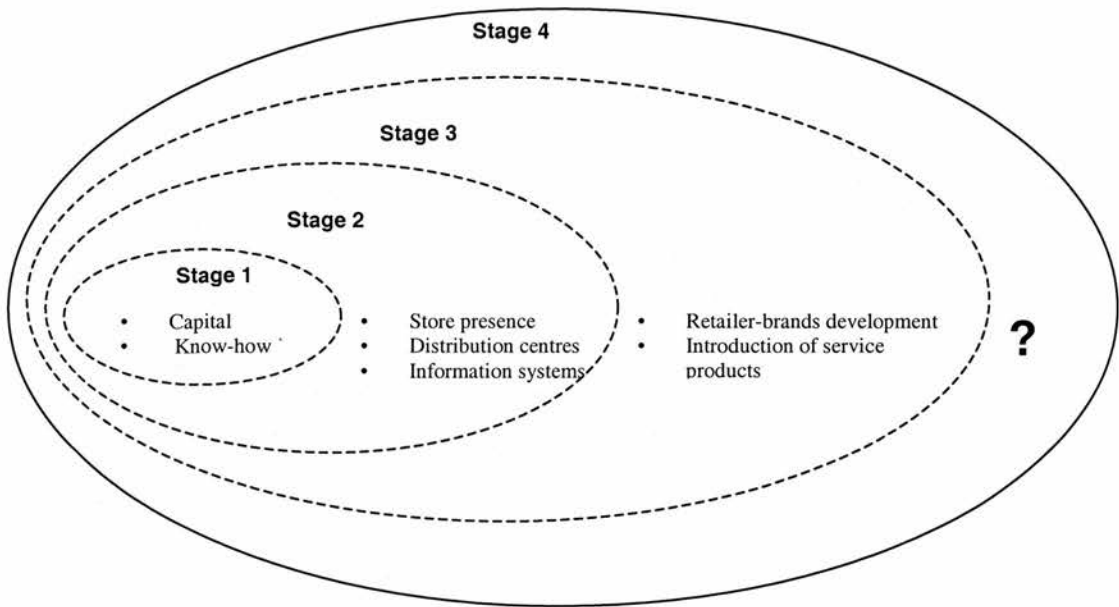 Stage 4
Stage 3
Stage 2
Stage 1
• Capital
• Know-how
• Store presence
• Distribution centres
• Information systems
• Retailer-brands development
• Introduction of service
products
?